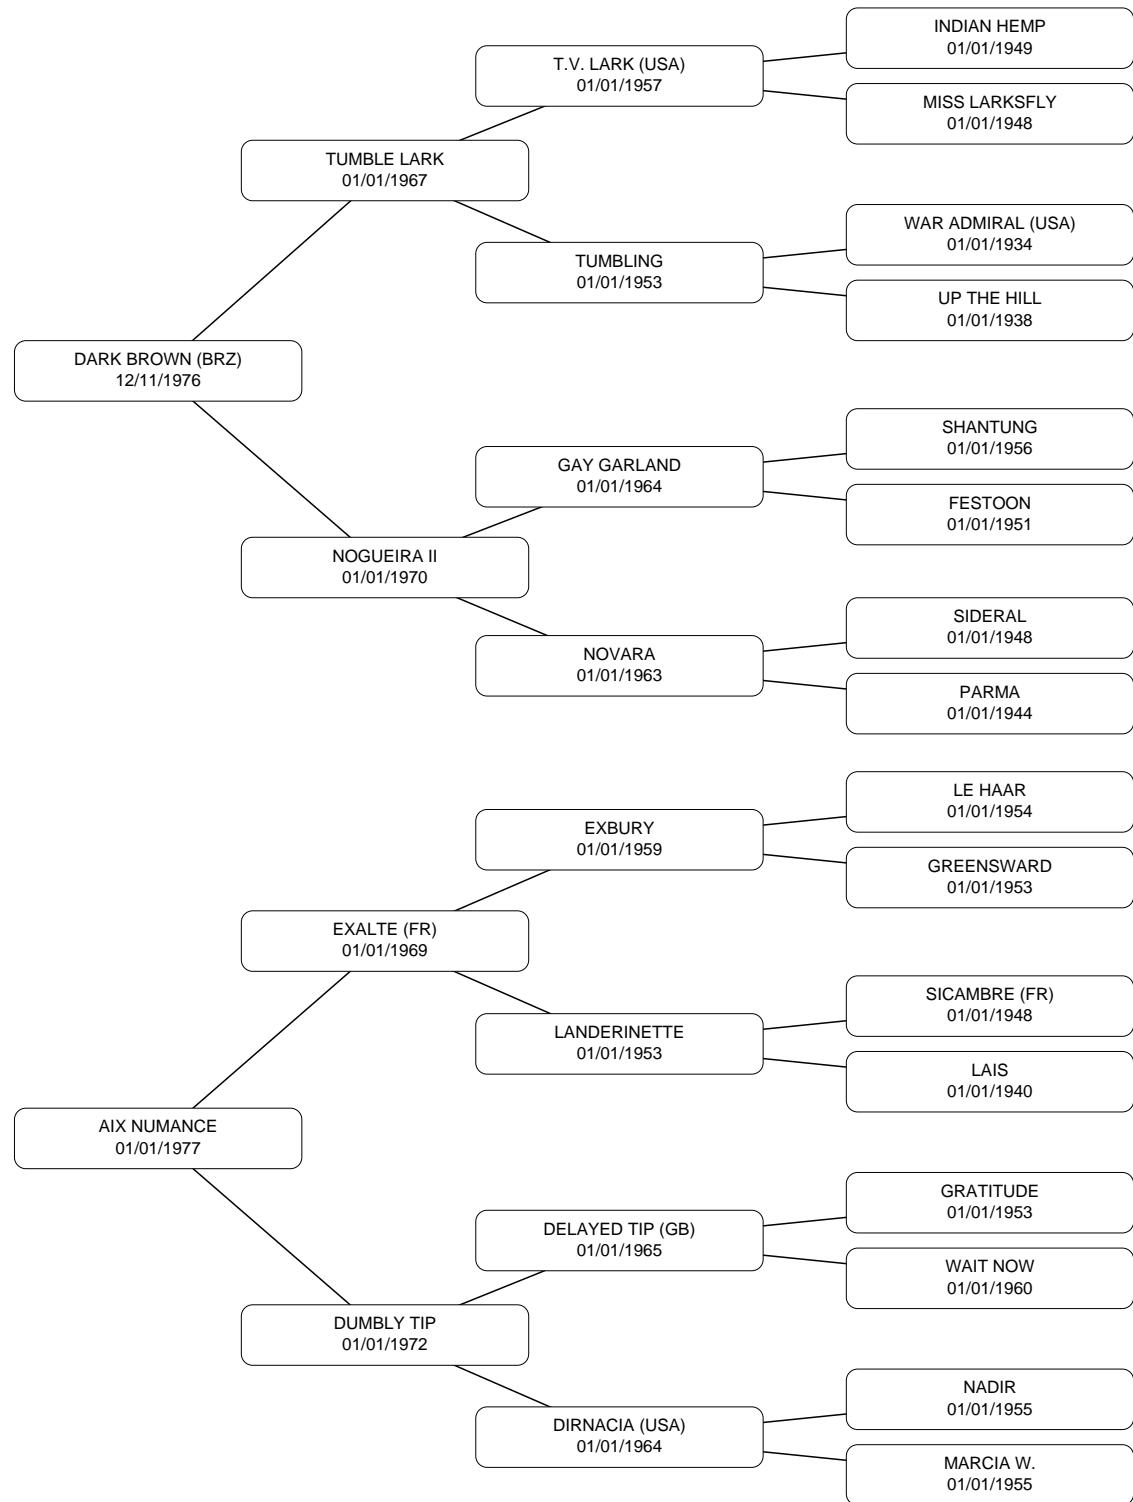 INDIAN HEMP
01/01/1949
T.V. LARK (USA)
01/01/1957
MISS LARKSFLY
01/01/1948
TUMBLE LARK
01/01/1967
WAR ADMIRAL (USA)
01/01/1934
TUMBLING
01/01/1953
UP THE HILL
01/01/1938
DARK BROWN (BRZ)
12/11/1976
SHANTUNG
01/01/1956
GAY GARLAND
01/01/1964
FESTOON
01/01/1951
NOGUEIRA II
01/01/1970
SIDERAL
01/01/1948
NOVARA
01/01/1963
PARMA
01/01/1944
LE HAAR
01/01/1954
EXBURY
01/01/1959
GREENSWARD
01/01/1953
EXALTE (FR)
01/01/1969
SICAMBRE (FR)
01/01/1948
LANDERINETTE
01/01/1953
LAIS
01/01/1940
AIX NUMANCE
01/01/1977
GRATITUDE
01/01/1953
DELAYED TIP (GB)
01/01/1965
WAIT NOW
01/01/1960
DUMBLY TIP
01/01/1972
NADIR
01/01/1955
DIRNACIA (USA)
01/01/1964
MARCIA W.
01/01/1955